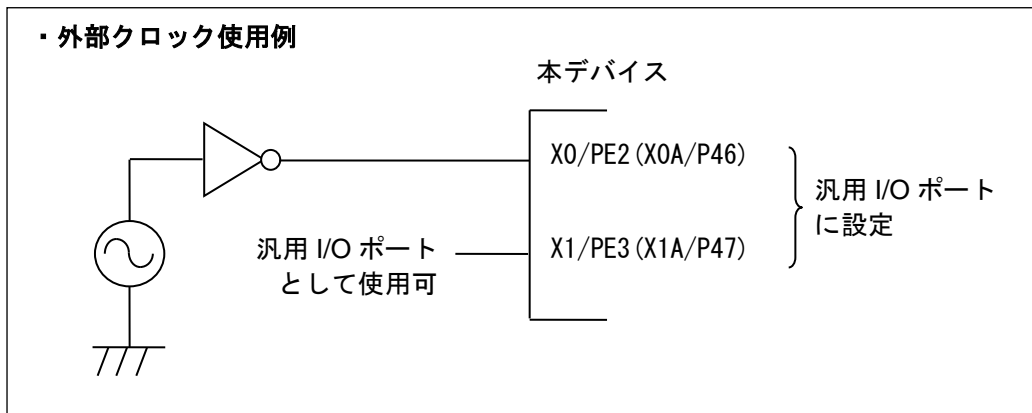 ・外部クロック使用例
本デバイス
X0/PE2(X0A/P46)
汎用 I/O ポート
に設定
X1/PE3(X1A/P47)
汎用 I/O ポート
として使用可